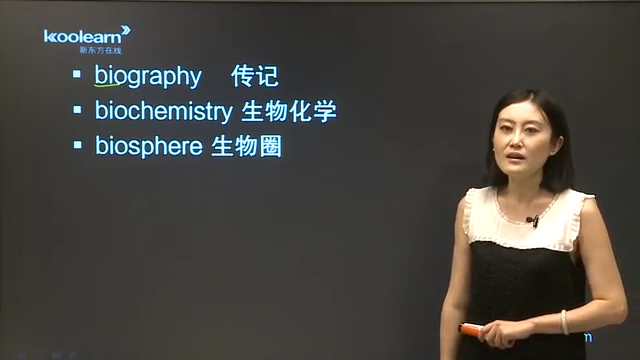 koolearn
新东方在线
biography 传记
biochemistry 生物化学
biosphere 生物圈
m